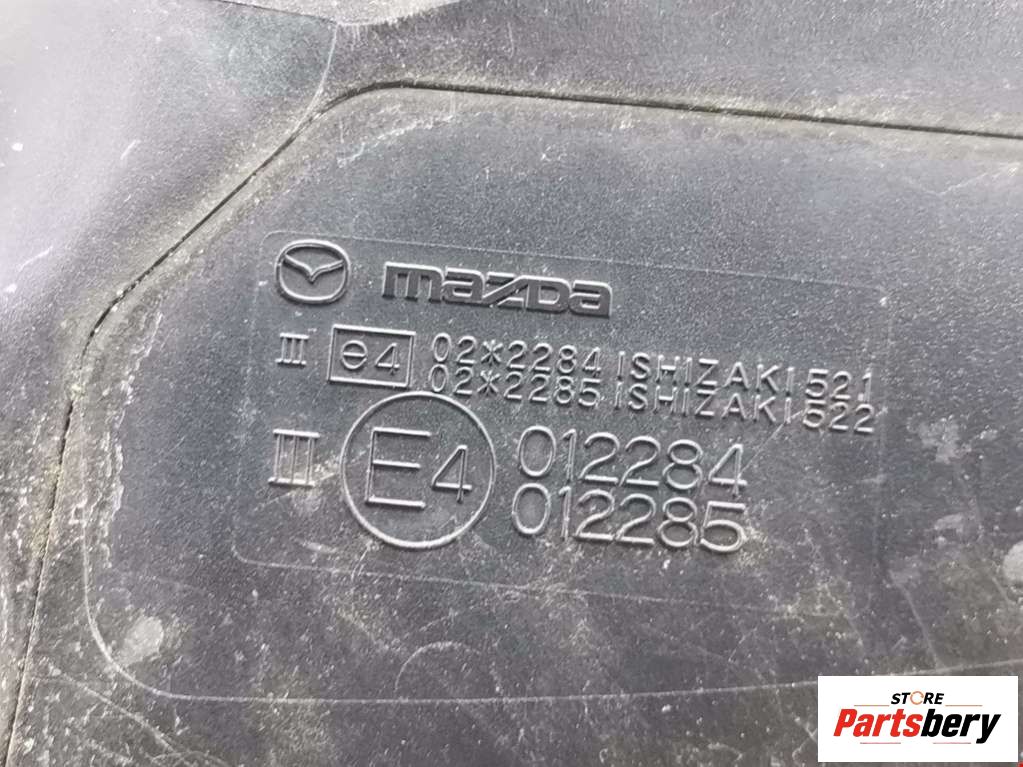 mazda
III e4 02*2284 ISHIZAKI 521
02*2285 ISHIZAKI 522
III E4 012284
012285
STORE
Partsbery